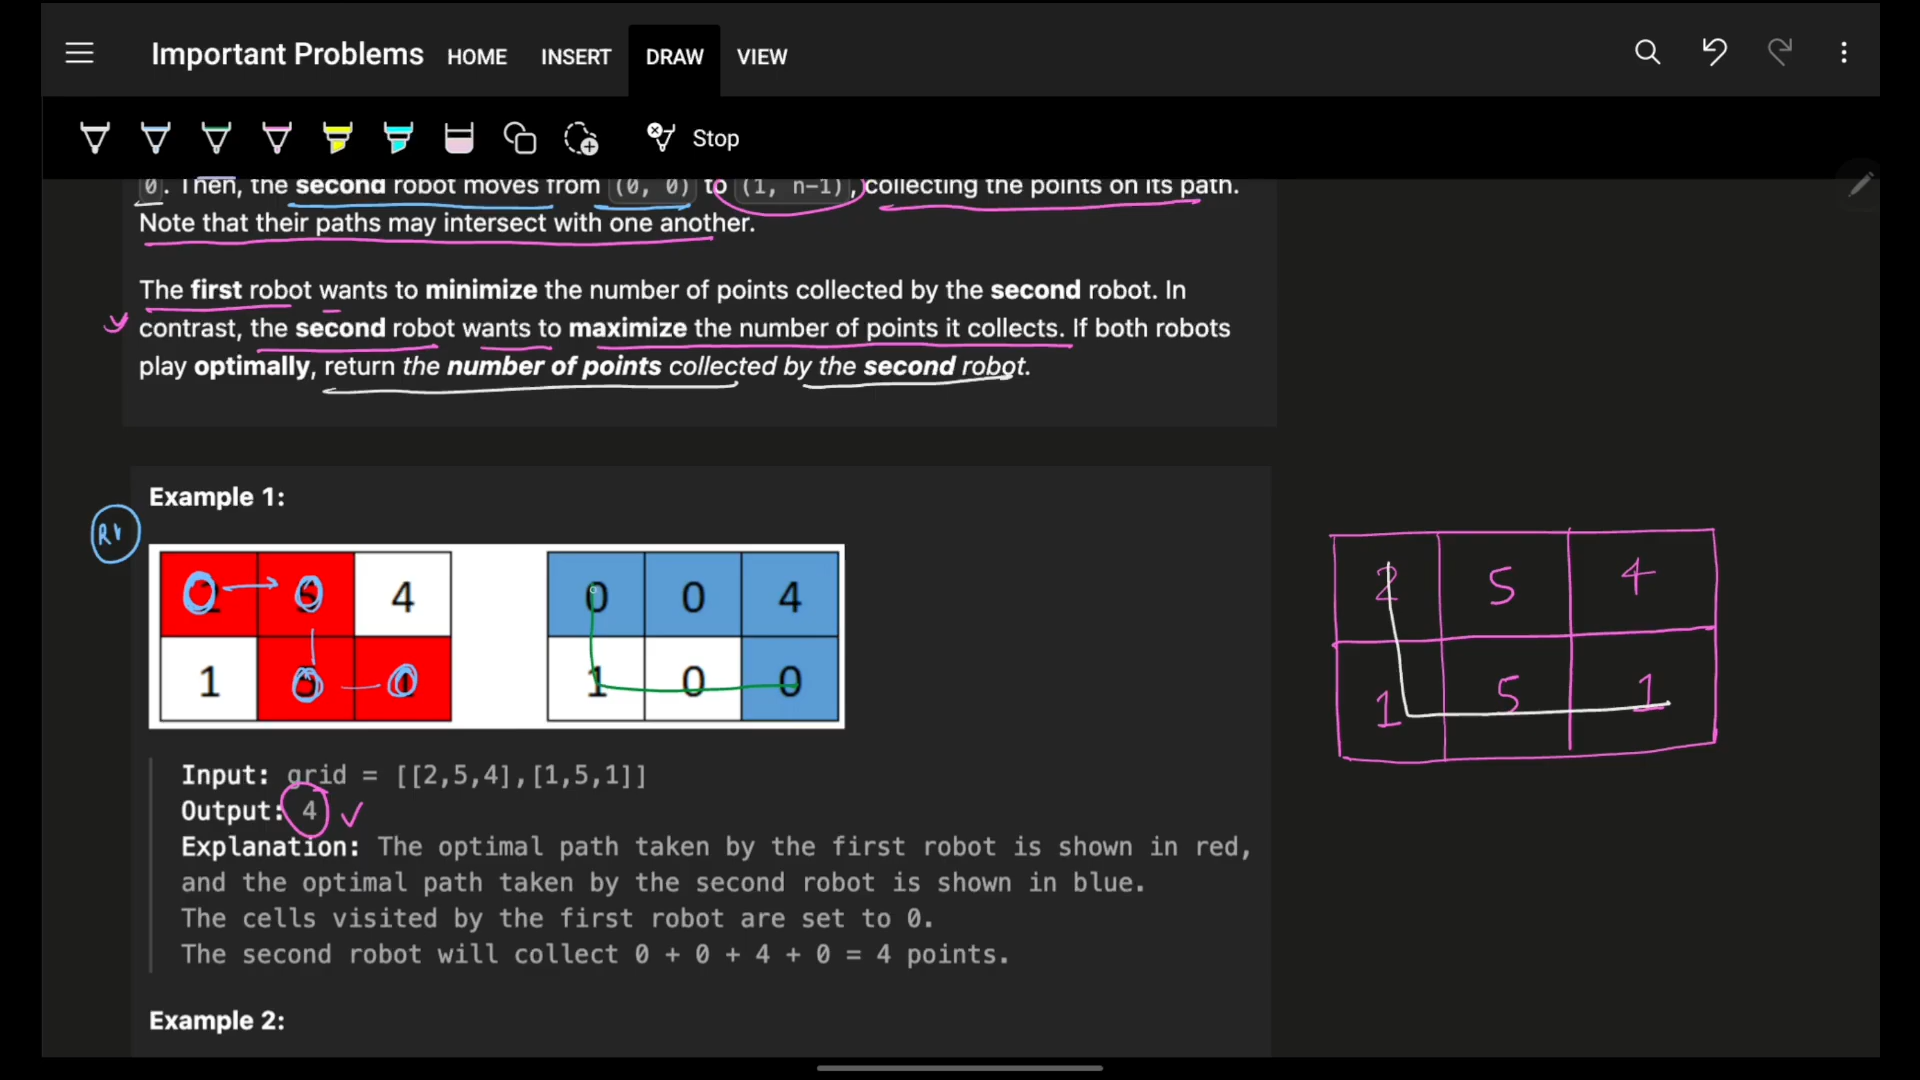 Important Problems HOME INSERT DRAW VIEW
Stop
0. Then, the second robot moves from (0, 0) to (1, n-1), collecting the points on its path.
Note that their paths may intersect with one another.
The first robot wants to minimize the number of points collected by the second robot. In
contrast, the second robot wants to maximize the number of points it collects. If both robots
play optimally, return the number of points collected by the second robot.
Example 1:
R1
0 0 4
1 0 0
0 0 4
1 0 0
2 5 4
1 5 1
Input: grid = [[2,5,4],[1,5,1]]
Output: 4
Explanation: The optimal path taken by the first robot is shown in red,
and the optimal path taken by the second robot is shown in blue.
The cells visited by the first robot are set to 0.
The second robot will collect 0 + 0 + 4 + 0 = 4 points.
Example 2: